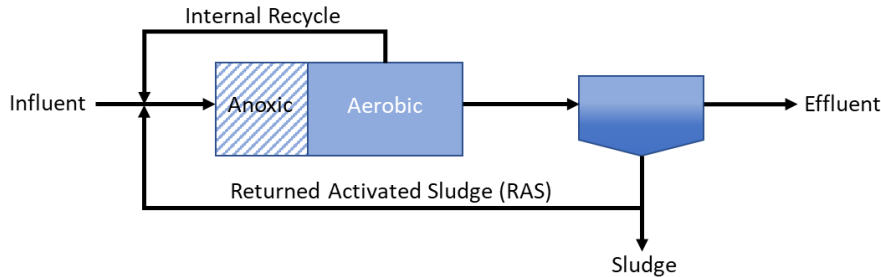 Internal Recycle
Influent
Anoxic
Aerobic
Effluent
Returned Activated Sludge (RAS)
Sludge